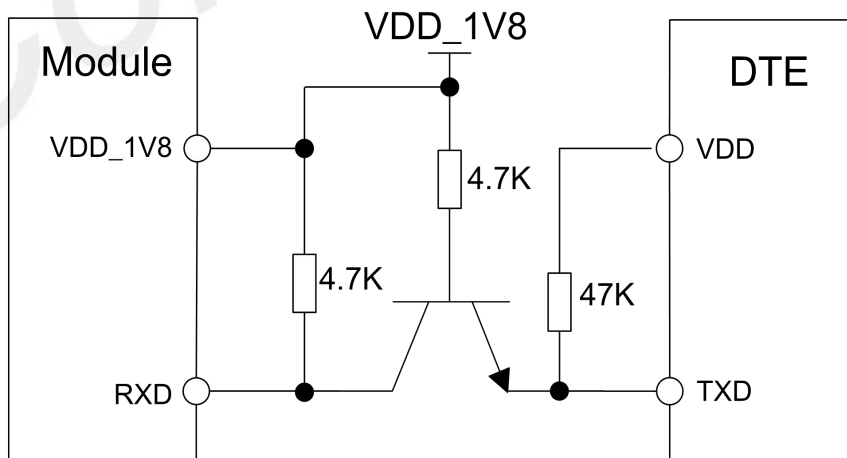 VDD_1V8
Module
DTE
VDD_1V8
VDD
4.7K
4.7K
47K
RXD
TXD